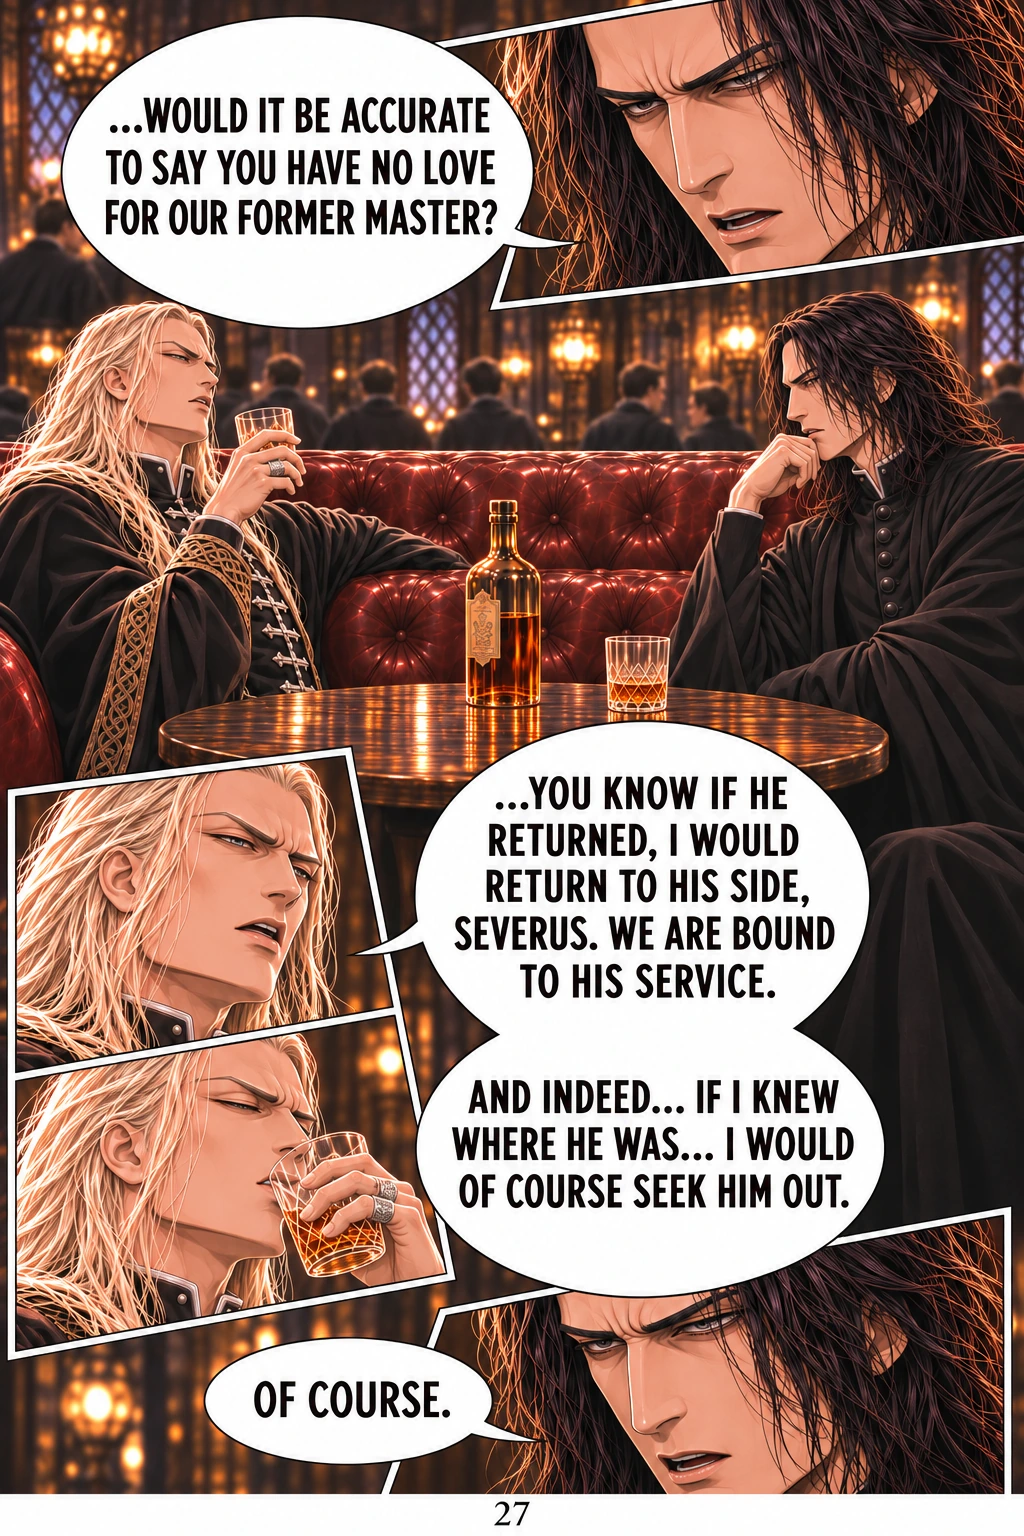 ...WOULD IT BE ACCURATE
TO SAY YOU HAVE NO LOVE
FOR OUR FORMER MASTER?
...YOU KNOW IF HE
RETURNED, I WOULD
RETURN TO HIS SIDE,
SEVERUS. WE ARE BOUND
TO HIS SERVICE.
AND INDEED... IF I KNEW
WHERE HE WAS... I WOULD
OF COURSE SEEK HIM OUT.
OF COURSE.
27